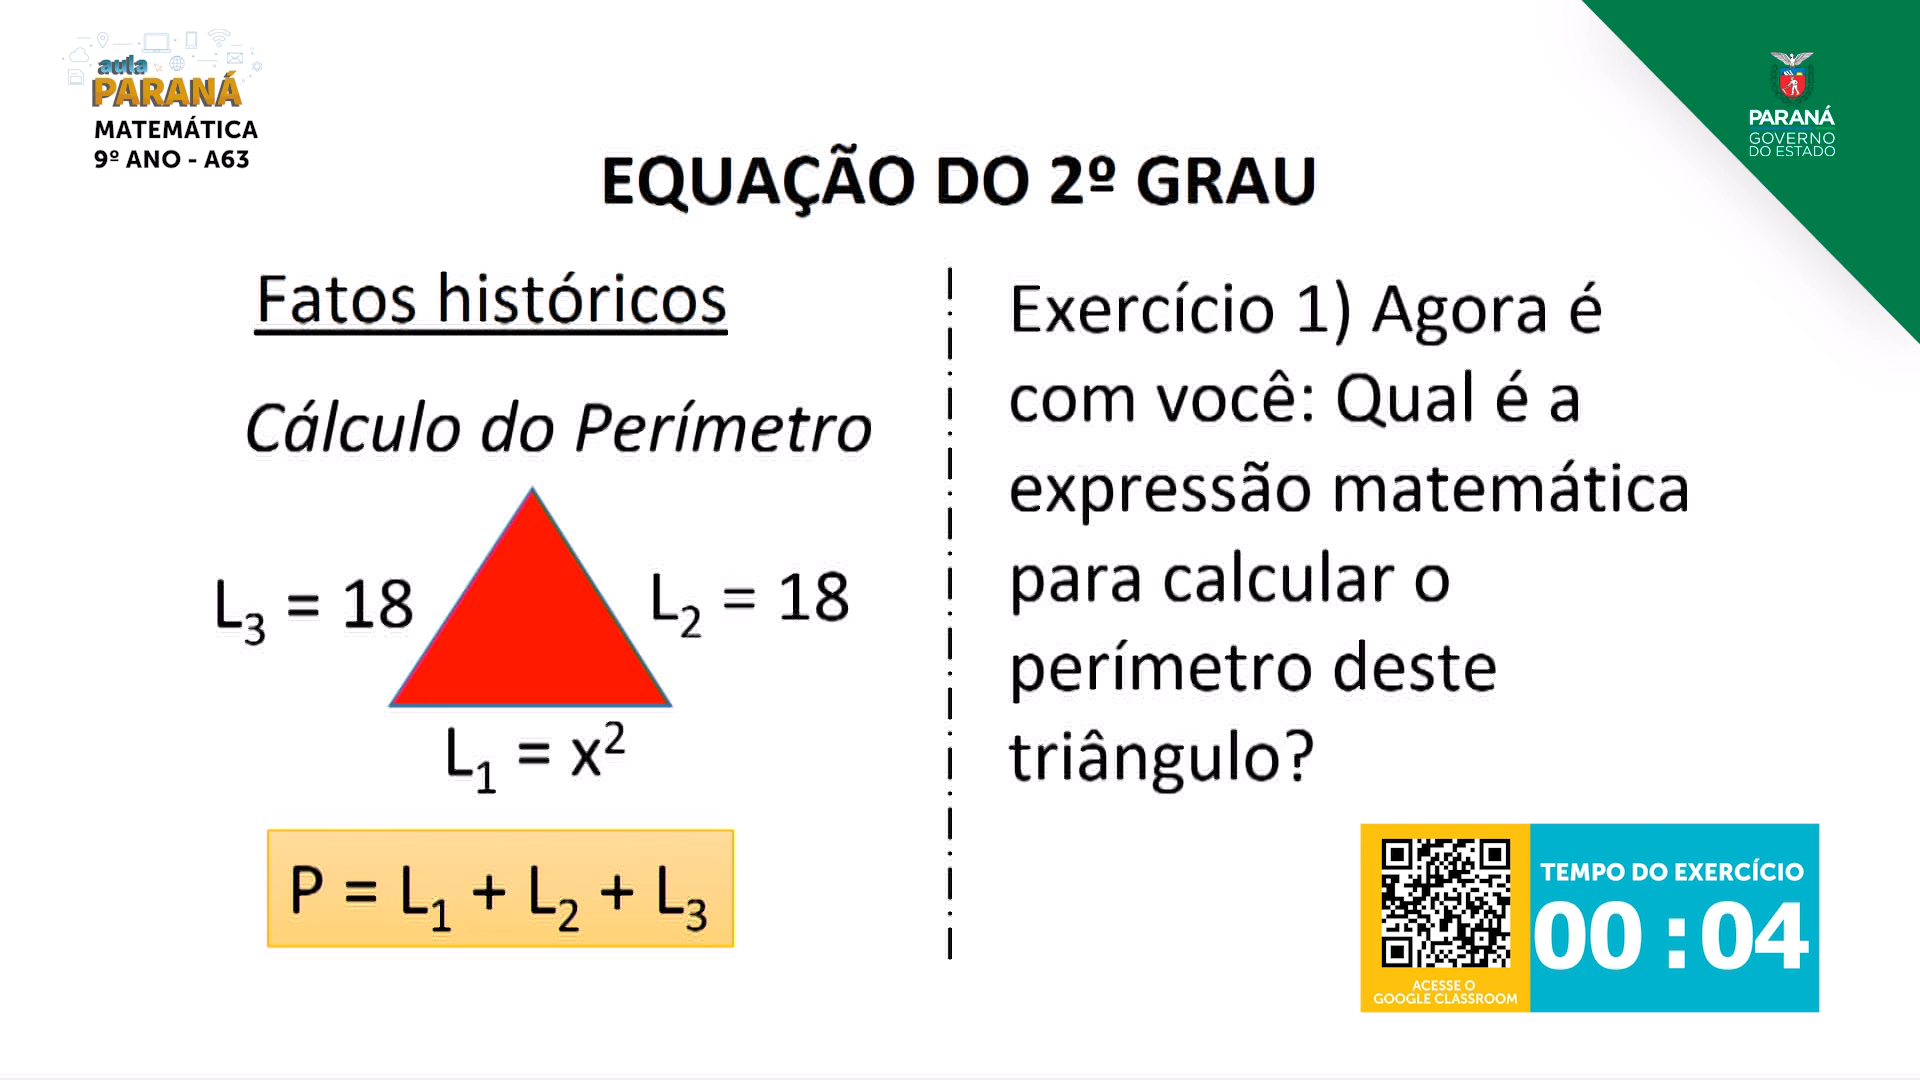 aula
PARANÁ
MATEMÁTICA
9º ANO - A63
PARANÁ
GOVERNO
DO ESTADO
EQUAÇÃO DO 2º GRAU
Fatos históricos
Cálculo do Perímetro
L₃ = 18
L₂ = 18
L₁ = x²
P = L₁ + L₂ + L₃
Exercício 1) Agora é
com você: Qual é a
expressão matemática
para calcular o
perímetro deste
triângulo?
TEMPO DO EXERCÍCIO
00 : 04
ACESSE O
GOOGLE CLASSROOM